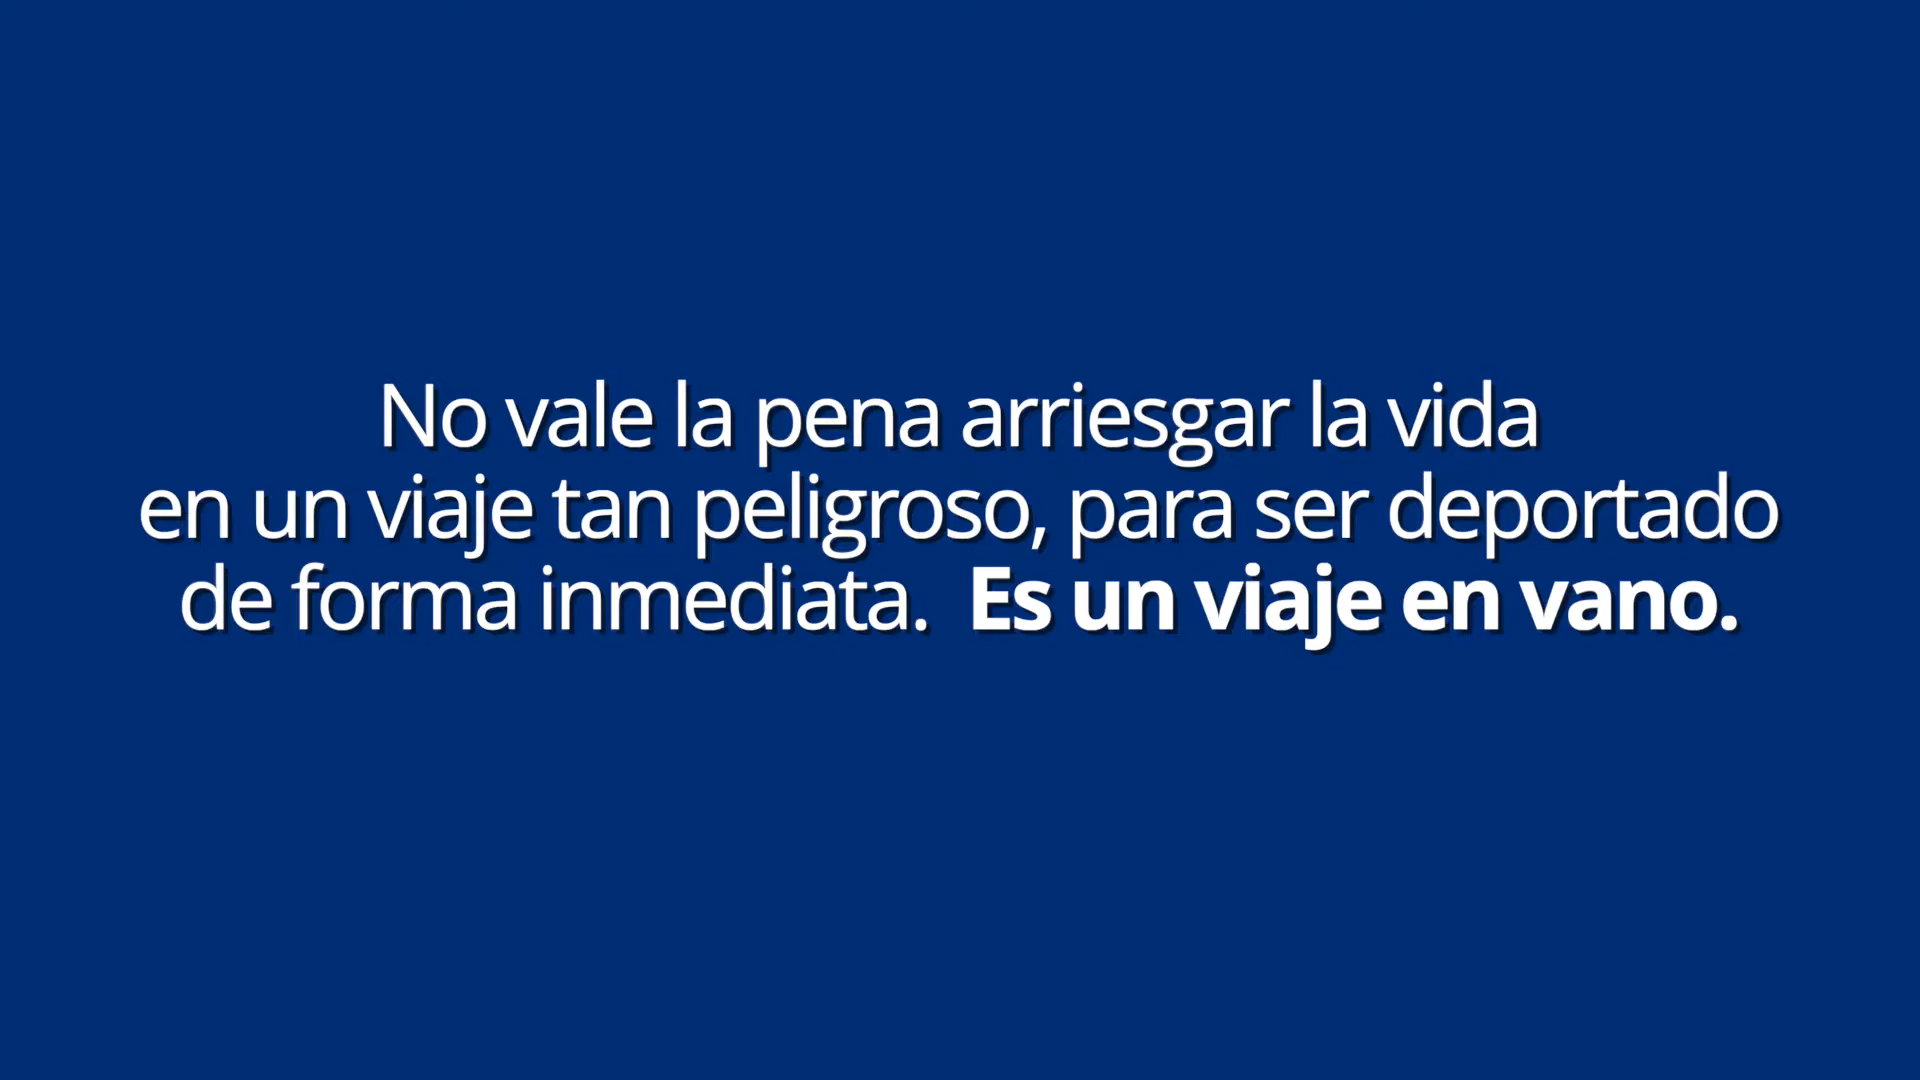 No vale la pena arriesgar la vida
en un viaje tan peligroso, para ser deportado
de forma inmediata. Es un viaje en vano.